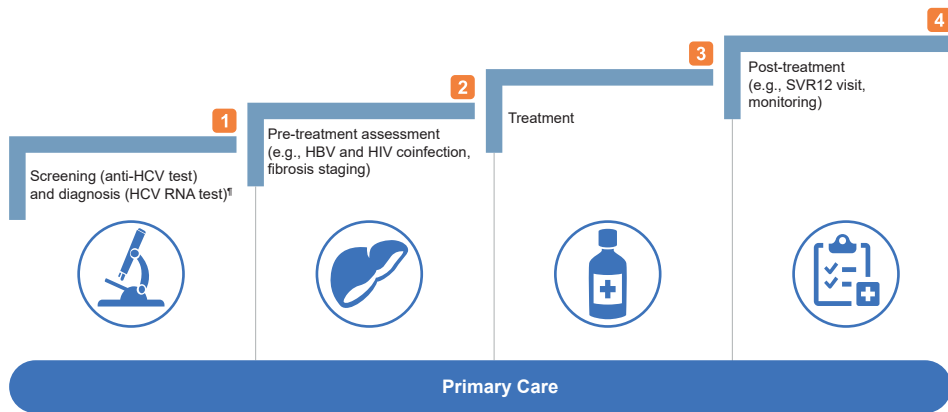 1
Screening (anti-HCV test)
and diagnosis (HCV RNA test)¶
2
Pre-treatment assessment
(e.g., HBV and HIV coinfection,
fibrosis staging)
3
Treatment
4
Post-treatment
(e.g., SVR12 visit,
monitoring)
Primary Care